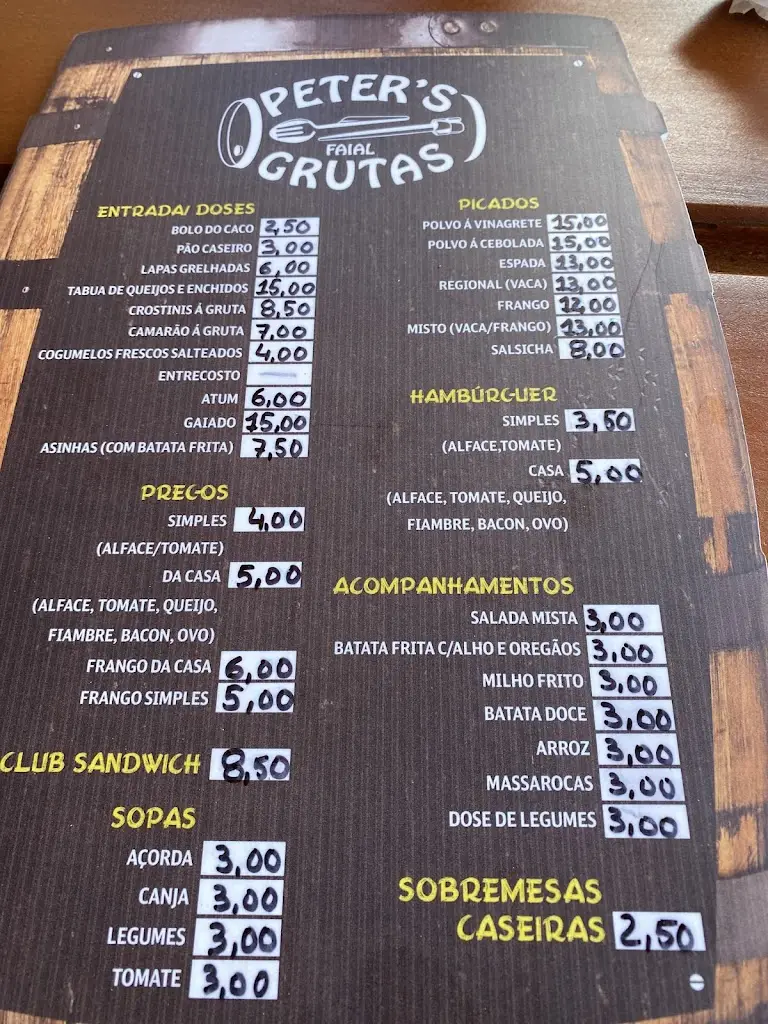 PETER'S
FAIAL
GRUTAS
ENTRADA/ DOSES
BOLO DO CACO 2,50
PÃO CASEIRO 3,00
LAPAS GRELHADAS 6,00
TABUA DE QUEIJOS E ENCHIDOS 15,00
CROSTINIS Á GRUTA 8,50
CAMARÃO Á GRUTA 7,00
COGUMELOS FRESCOS SALTEADOS 4,00
ENTRECOSTO —
ATUM 6,00
GAIADO 15,00
ASINHAS (COM BATATA FRITA) 7,50
PREGOS
SIMPLES 4,00
(ALFACE/TOMATE)
DA CASA 5,00
(ALFACE, TOMATE, QUEIJO,
FIAMBRE, BACON, OVO)
FRANGO DA CASA 6,00
FRANGO SIMPLES 5,00
CLUB SANDWICH 8,50
SOPAS
AÇORDA 3,00
CANJA 3,00
LEGUMES 3,00
TOMATE 3,00
PICADOS
POLVO Á VINAGRETE 15,00
POLVO Á CEBOLADA 15,00
ESPADA 13,00
REGIONAL (VACA) 13,00
FRANGO 12,00
MISTO (VACA/FRANGO) 13,00
SALSICHA 8,00
HAMBÚRGUER
SIMPLES 3,50
(ALFACE,TOMATE)
CASA 5,00
(ALFACE, TOMATE, QUEIJO,
FIAMBRE, BACON, OVO)
ACOMPANHAMENTOS
SALADA MISTA 3,00
BATATA FRITA C/ALHO E OREGÃOS 3,00
MILHO FRITO 3,00
BATATA DOCE 3,00
ARROZ 3,00
MASSAROCAS 3,00
DOSE DE LEGUMES 3,00
SOBREMESAS
CASEIRAS 2,50